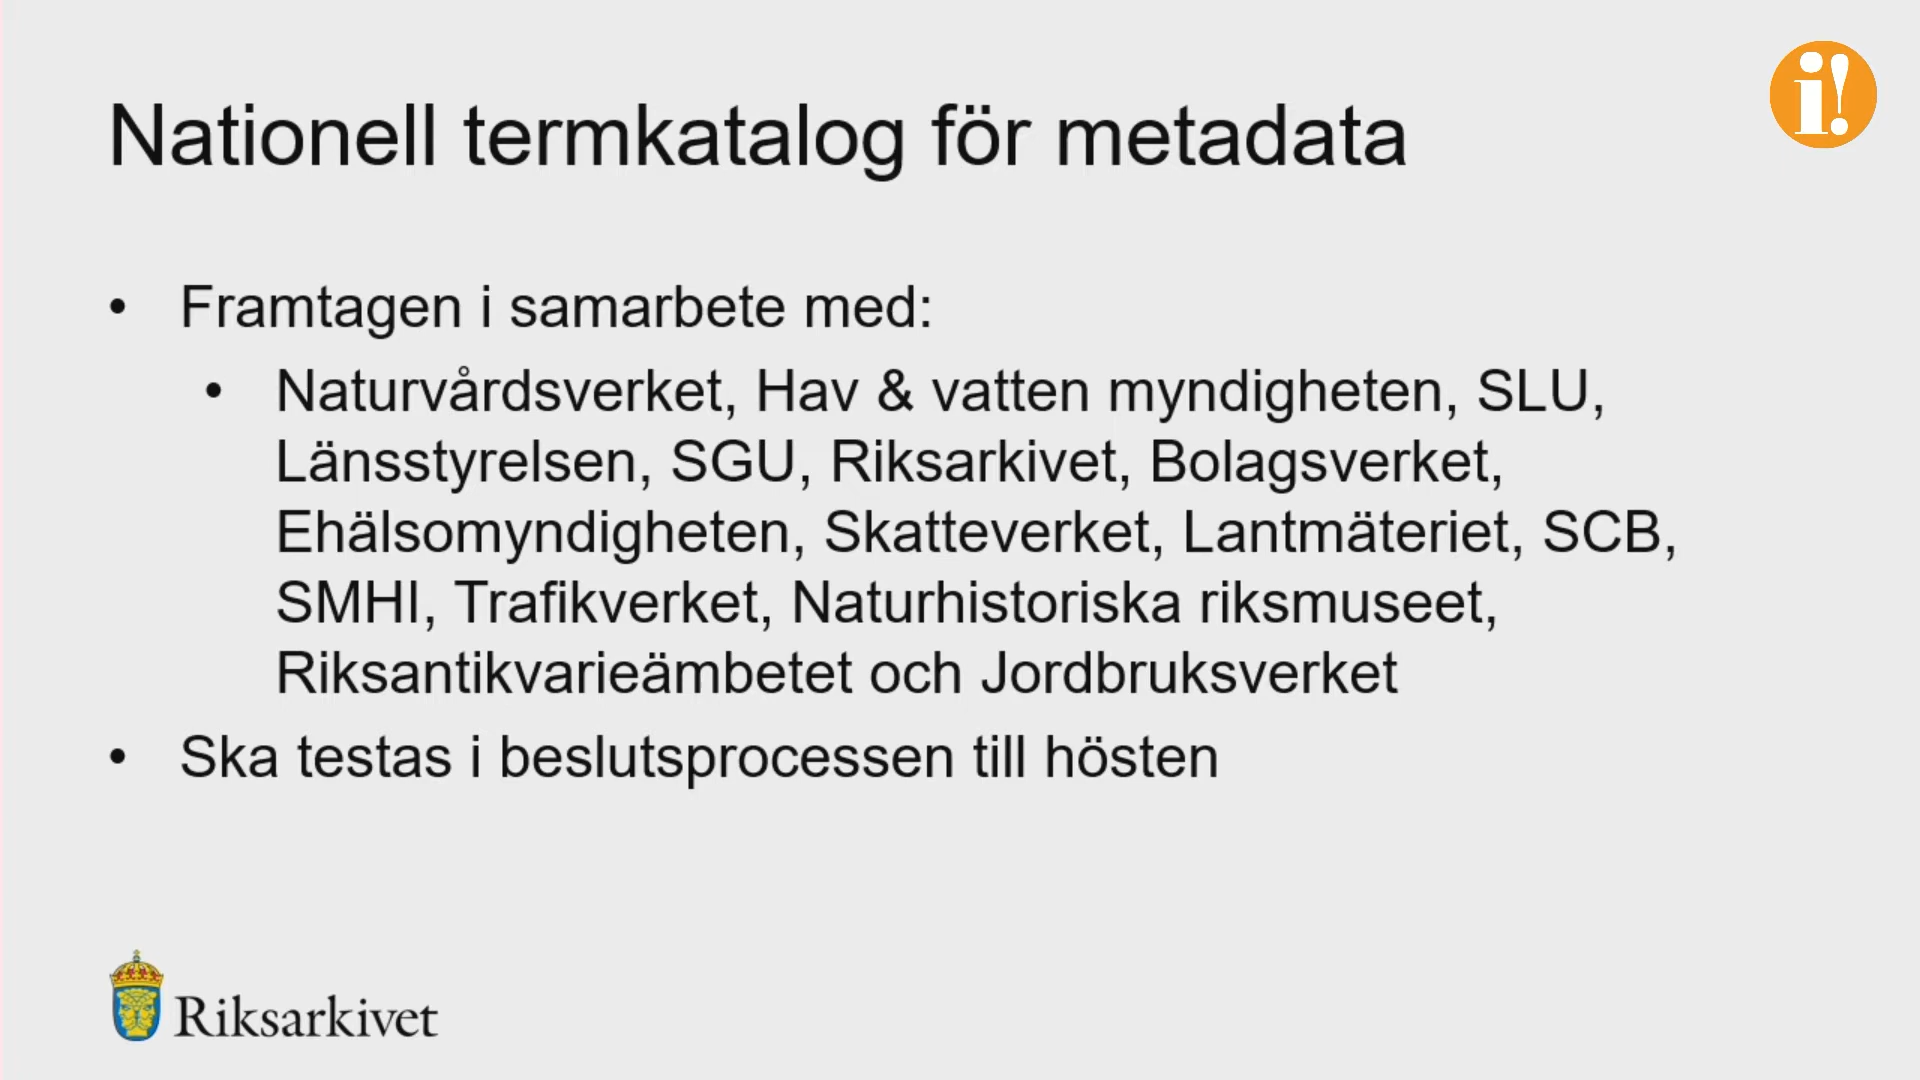 Nationell termkatalog för metadata
i!
• Framtagen i samarbete med:
• Naturvårdsverket, Hav & vatten myndigheten, SLU,
Länsstyrelsen, SGU, Riksarkivet, Bolagsverket,
Ehälsomyndigheten, Skatteverket, Lantmäteriet, SCB,
SMHI, Trafikverket, Naturhistoriska riksmuseet,
Riksantikvarieämbetet och Jordbruksverket
• Ska testas i beslutsprocessen till hösten
Riksarkivet